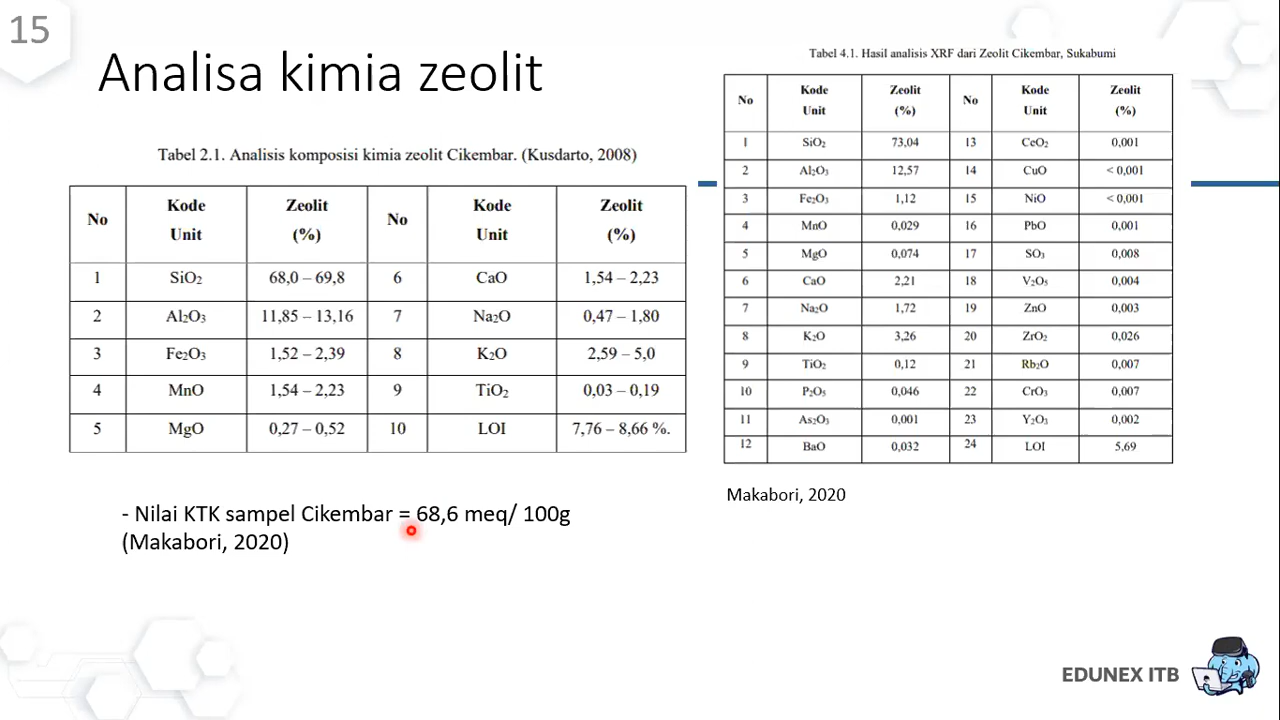 15
Analisa kimia zeolit
Tabel 2.1. Analisis komposisi kimia zeolit Cikembar. (Kusdarto, 2008)
No Kode Unit Zeolit (%) No Kode Unit Zeolit (%)
1 SiO₂ 68,0 – 69,8 6 CaO 1,54 – 2,23
2 Al₂O₃ 11,85 – 13,16 7 Na₂O 0,47 – 1,80
3 Fe₂O₃ 1,52 – 2,39 8 K₂O 2,59 – 5,0
4 MnO 1,54 – 2,23 9 TiO₂ 0,03 – 0,19
5 MgO 0,27 – 0,52 10 LOI 7,76 – 8,66 %.
- Nilai KTK sampel Cikembar = 68,6 meq/ 100g
(Makabori, 2020)
Tabel 4.1. Hasil analisis XRF dari Zeolit Cikembar, Sukabumi
No Kode Unit Zeolit (%) No Kode Unit Zeolit (%)
1 SiO₂ 73,04 13 CeO₂ 0,001
2 Al₂O₃ 12,57 14 CuO < 0,001
3 Fe₂O₃ 1,12 15 NiO < 0,001
4 MnO 0,029 16 PbO 0,001
5 MgO 0,074 17 SO₃ 0,008
6 CaO 2,21 18 V₂O₅ 0,004
7 Na₂O 1,72 19 ZnO 0,003
8 K₂O 3,26 20 ZrO₂ 0,026
9 TiO₂ 0,12 21 Rb₂O 0,007
10 P₂O₅ 0,046 22 CrO₃ 0,007
11 As₂O₃ 0,001 23 Y₂O₃ 0,002
12 BaO 0,032 24 LOI 5,69
Makabori, 2020
EDUNEX ITB